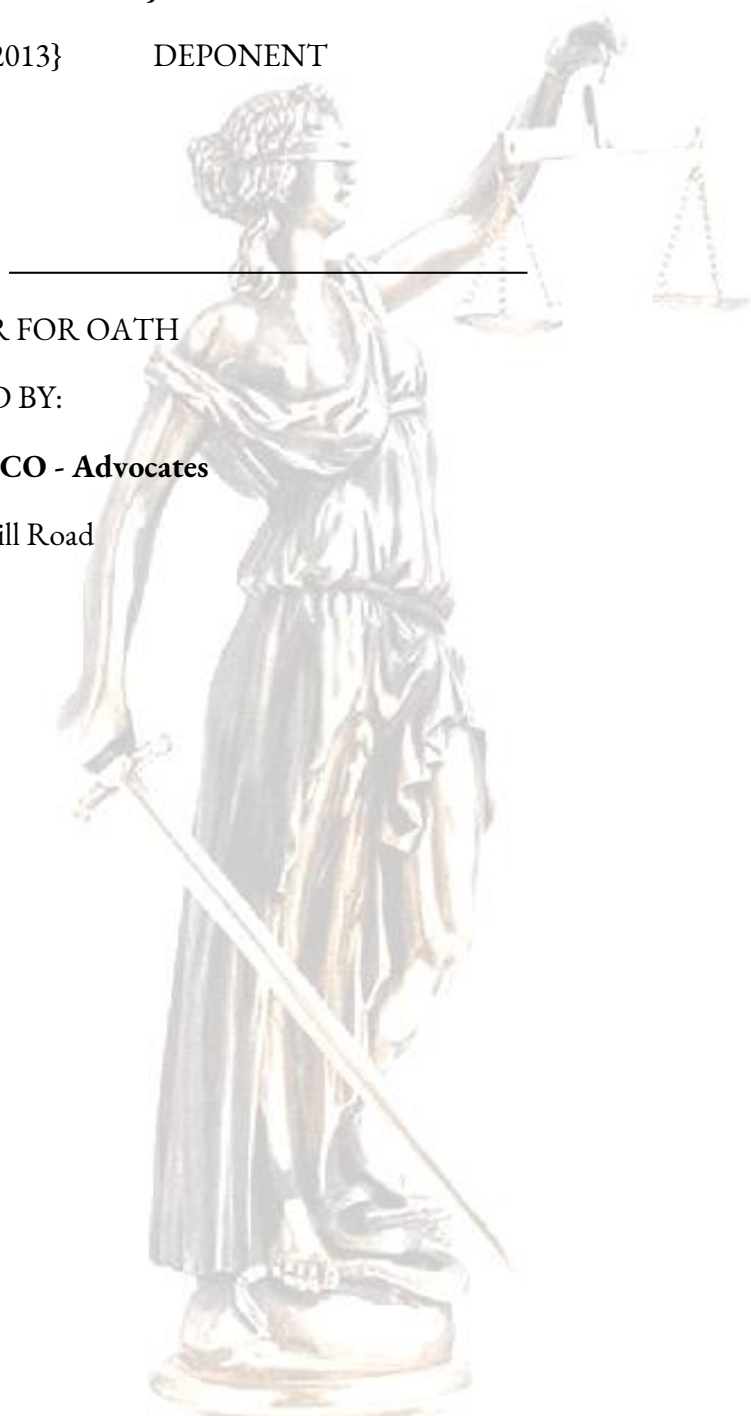 2013} DEPONENT
R FOR OATH
D BY:
CO - Advocates
ill Road